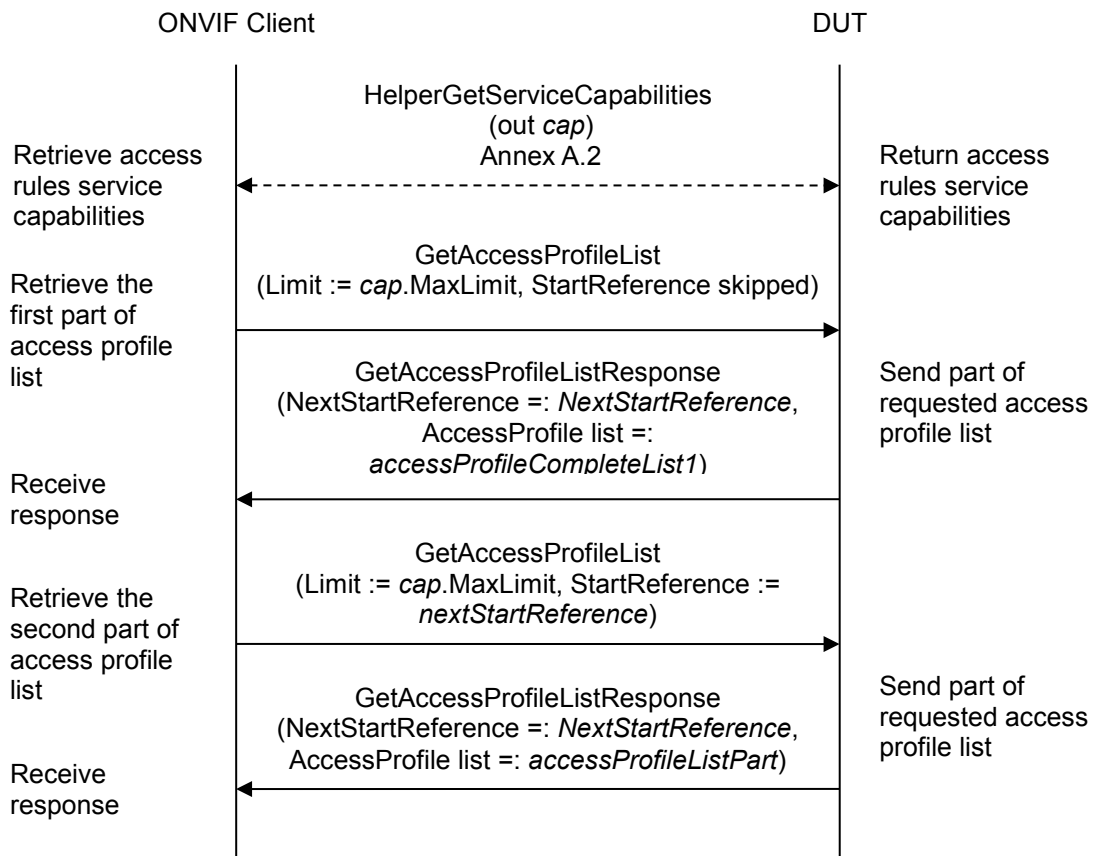 ONVIF Client
DUT
HelperGetServiceCapabilities
(out cap)
Annex A.2
Retrieve access
rules service
capabilities
Return access
rules service
capabilities
GetAccessProfileList
(Limit := cap.MaxLimit, StartReference skipped)
Retrieve the
first part of
access profile
list
GetAccessProfileListResponse
(NextStartReference =: NextStartReference,
AccessProfile list =:
accessProfileCompleteList1)
Send part of
requested access
profile list
Receive
response
GetAccessProfileList
(Limit := cap.MaxLimit, StartReference :=
nextStartReference)
Retrieve the
second part of
access profile
list
GetAccessProfileListResponse
(NextStartReference =: NextStartReference,
AccessProfile list =: accessProfileListPart)
Send part of
requested access
profile list
Receive
response